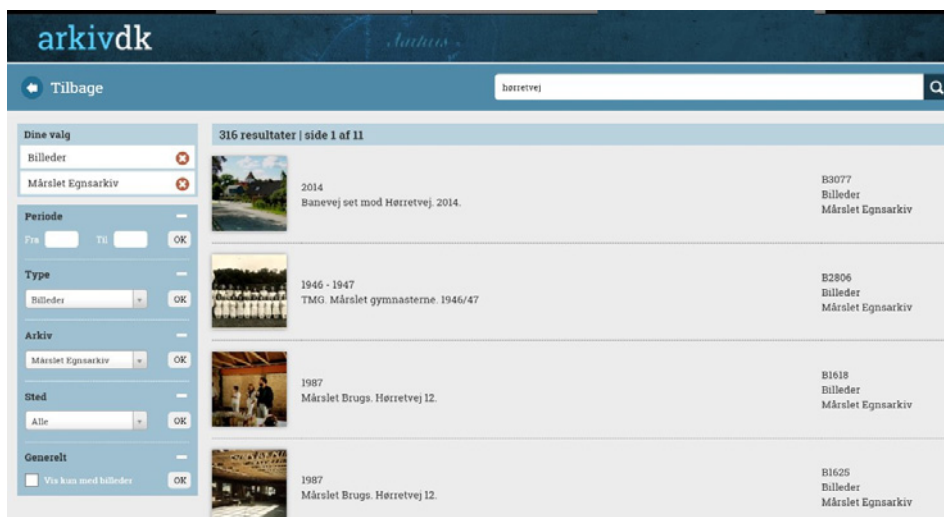 arkivdk
Aarhus
Tilbage
hørretvej
Dine valg
Billeder
Mårslet Egnsarkiv
Periode
Fra
Til
OK
Type
Billeder
OK
Arkiv
Mårslet Egnsarkiv
OK
Sted
Alle
OK
Generelt
Vis kun med billeder
OK
316 resultater | side 1 af 11
2014
Banevej set mod Hørretvej. 2014.
B3077
Billeder
Mårslet Egnsarkiv
1946 - 1947
TMG. Mårslet gymnasterne. 1946/47
B2806
Billeder
Mårslet Egnsarkiv
1987
Mårslet Brugs. Hørretvej 12.
B1618
Billeder
Mårslet Egnsarkiv
1987
Mårslet Brugs. Hørretvej 12.
B1625
Billeder
Mårslet Egnsarkiv